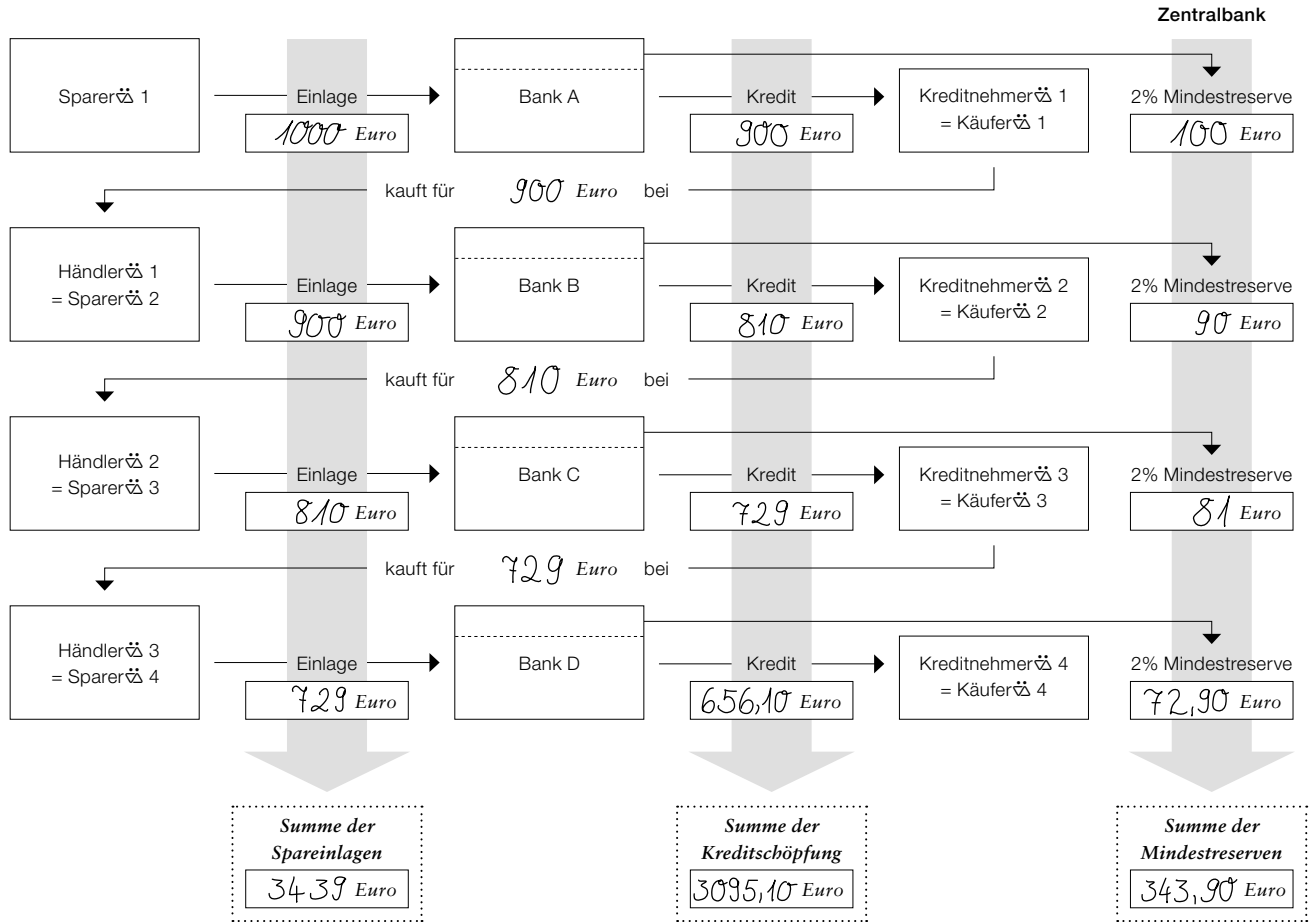 Zentralbank
Sparer 1
Einlage
1000 Euro
Bank A
Kredit
900 Euro
Kreditnehmer 1
= Käufer 1
2% Mindestreserve
100 Euro
kauft für 900 Euro bei
Händler 1
= Sparer 2
Einlage
900 Euro
Bank B
Kredit
810 Euro
Kreditnehmer 2
= Käufer 2
2% Mindestreserve
90 Euro
kauft für 810 Euro bei
Händler 2
= Sparer 3
Einlage
810 Euro
Bank C
Kredit
729 Euro
Kreditnehmer 3
= Käufer 3
2% Mindestreserve
81 Euro
kauft für 729 Euro bei
Händler 3
= Sparer 4
Einlage
729 Euro
Bank D
Kredit
656,10 Euro
Kreditnehmer 4
= Käufer 4
2% Mindestreserve
72,90 Euro
Summe der
Spareinlagen
3439 Euro
Summe der
Kreditschöpfung
3095,10 Euro
Summe der
Mindestreserven
343,90 Euro